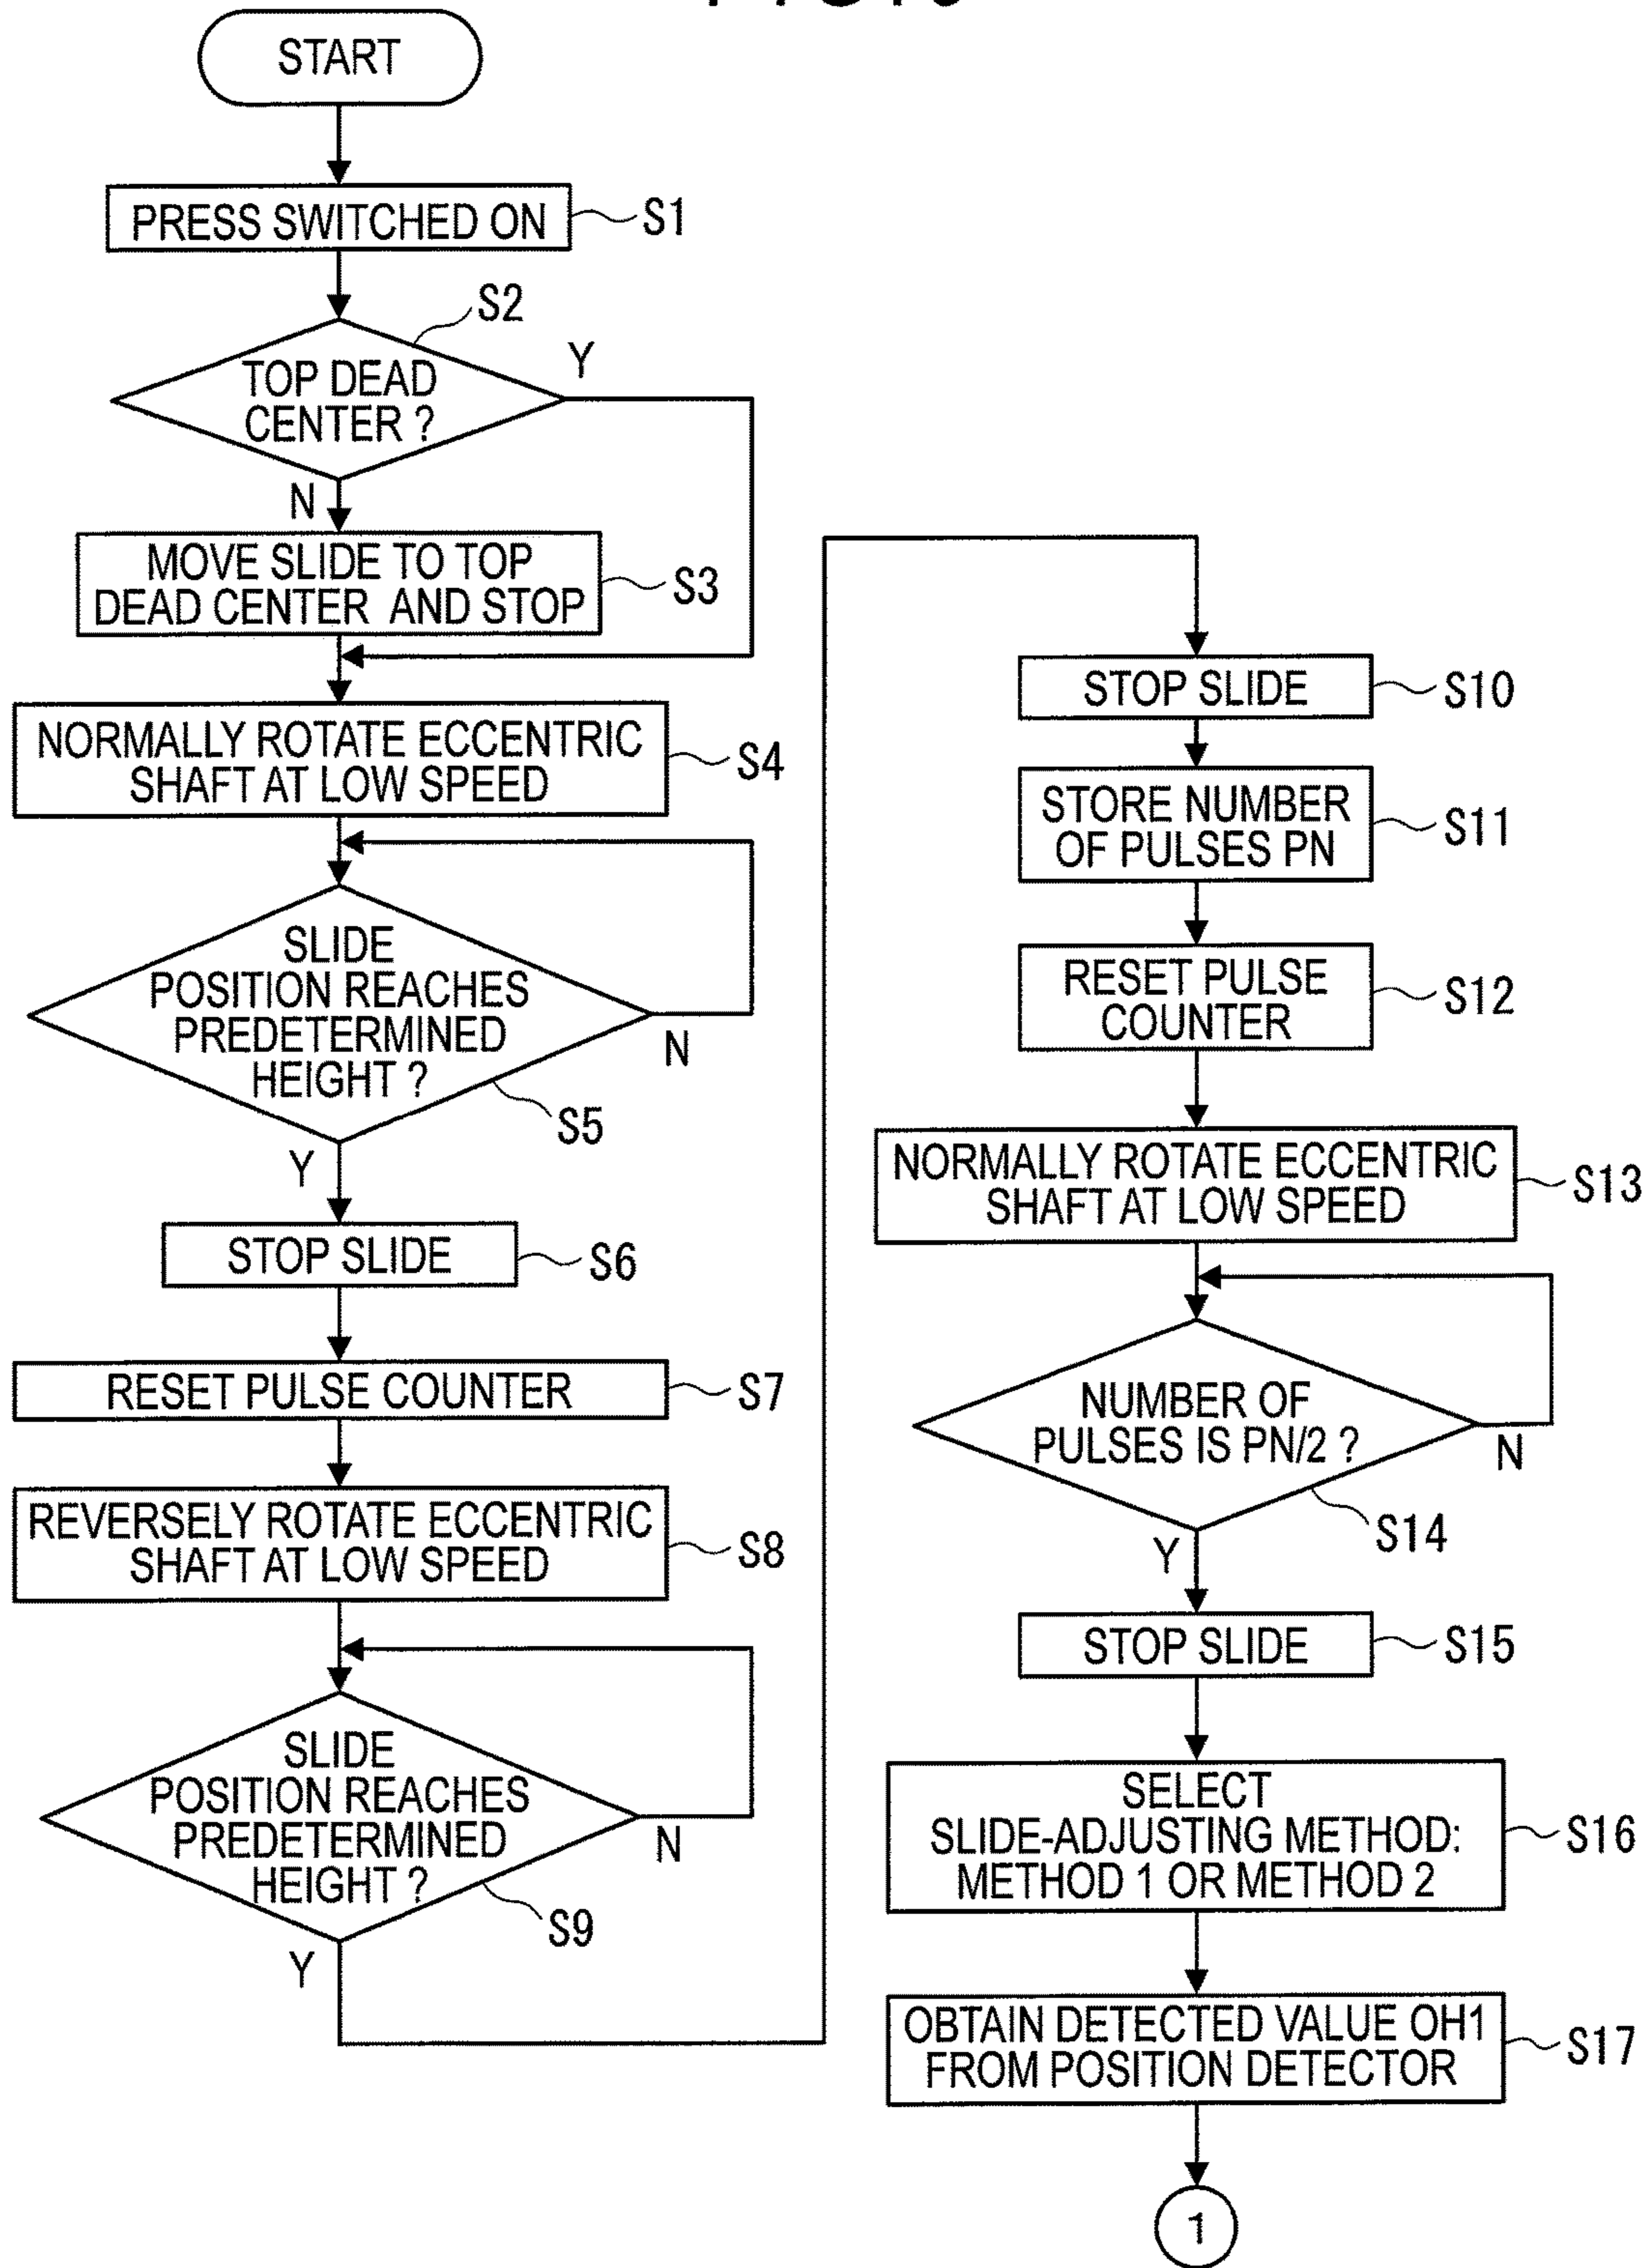 START
PRESS SWITCHED ON
S1
S2
TOP DEAD
CENTER ?
Y
N
MOVE SLIDE TO TOP
DEAD CENTER AND STOP
S3
NORMALLY ROTATE ECCENTRIC
SHAFT AT LOW SPEED
S4
SLIDE
POSITION REACHES
PREDETERMINED
HEIGHT ?
N
S5
Y
STOP SLIDE
S6
RESET PULSE COUNTER
S7
REVERSELY ROTATE ECCENTRIC
SHAFT AT LOW SPEED
S8
SLIDE
POSITION REACHES
PREDETERMINED
HEIGHT ?
N
S9
Y
STOP SLIDE
S10
STORE NUMBER
OF PULSES PN
S11
RESET PULSE
COUNTER
S12
NORMALLY ROTATE ECCENTRIC
SHAFT AT LOW SPEED
S13
NUMBER OF
PULSES IS PN/2 ?
N
S14
Y
STOP SLIDE
S15
SELECT
SLIDE-ADJUSTING METHOD:
METHOD 1 OR METHOD 2
S16
OBTAIN DETECTED VALUE OH1
FROM POSITION DETECTOR
S17
1